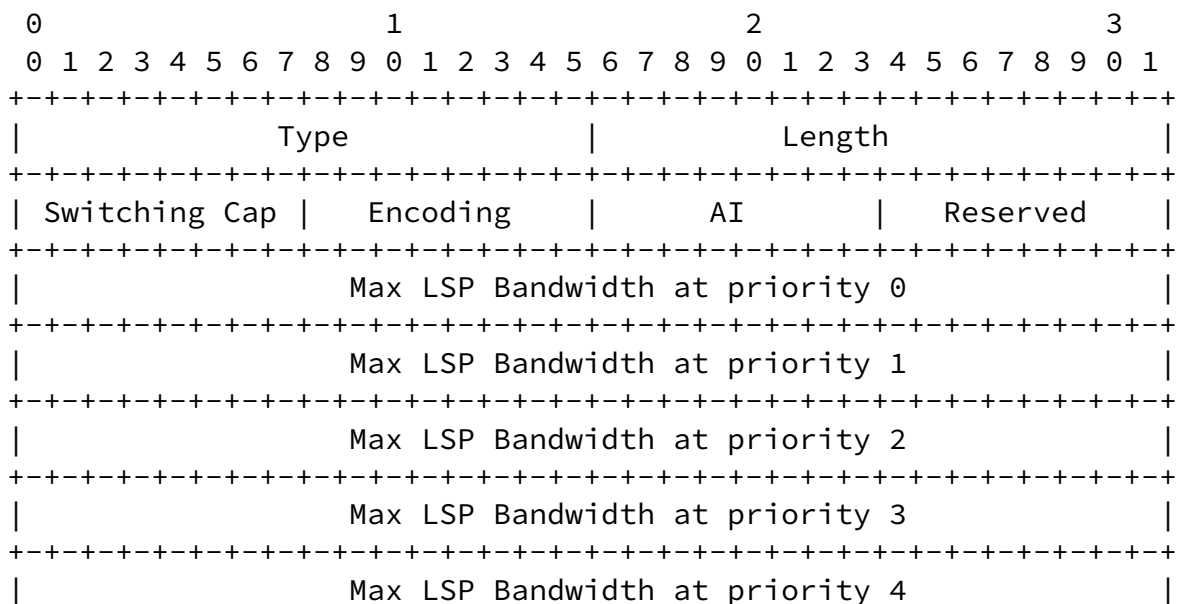 0                   1                   2                   3
 0 1 2 3 4 5 6 7 8 9 0 1 2 3 4 5 6 7 8 9 0 1 2 3 4 5 6 7 8 9 0 1
+-+-+-+-+-+-+-+-+-+-+-+-+-+-+-+-+-+-+-+-+-+-+-+-+-+-+-+-+-+-+-+-+
|              Type             |          Length               |
+-+-+-+-+-+-+-+-+-+-+-+-+-+-+-+-+-+-+-+-+-+-+-+-+-+-+-+-+-+-+-+-+
| Switching Cap |   Encoding    |      AI       |   Reserved    |
+-+-+-+-+-+-+-+-+-+-+-+-+-+-+-+-+-+-+-+-+-+-+-+-+-+-+-+-+-+-+-+-+
|                  Max LSP Bandwidth at priority 0              |
+-+-+-+-+-+-+-+-+-+-+-+-+-+-+-+-+-+-+-+-+-+-+-+-+-+-+-+-+-+-+-+-+
|                  Max LSP Bandwidth at priority 1              |
+-+-+-+-+-+-+-+-+-+-+-+-+-+-+-+-+-+-+-+-+-+-+-+-+-+-+-+-+-+-+-+-+
|                  Max LSP Bandwidth at priority 2              |
+-+-+-+-+-+-+-+-+-+-+-+-+-+-+-+-+-+-+-+-+-+-+-+-+-+-+-+-+-+-+-+-+
|                  Max LSP Bandwidth at priority 3              |
+-+-+-+-+-+-+-+-+-+-+-+-+-+-+-+-+-+-+-+-+-+-+-+-+-+-+-+-+-+-+-+-+
|                  Max LSP Bandwidth at priority 4              |